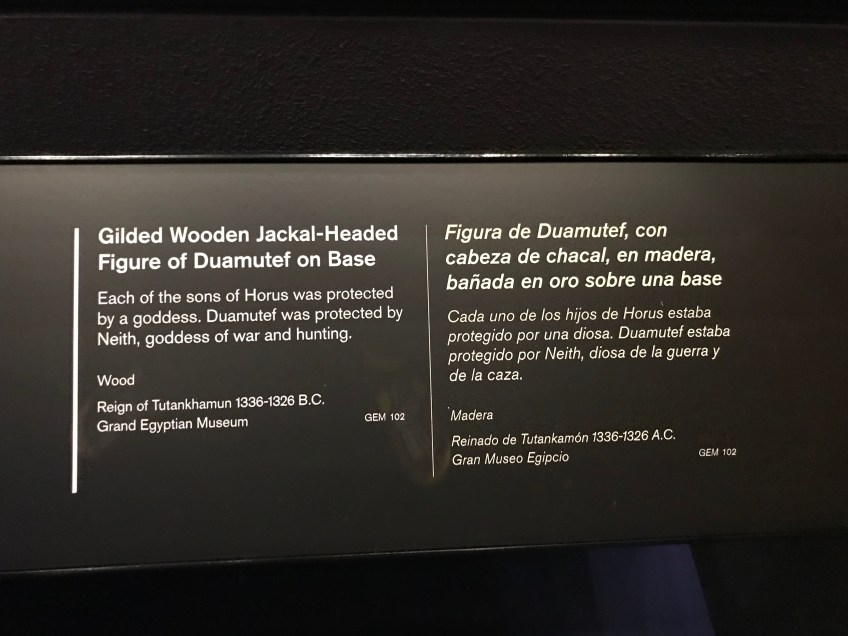 Gilded Wooden Jackal-Headed
Figure of Duamutef on Base
Each of the sons of Horus was protected
by a goddess. Duamutef was protected by
Neith, goddess of war and hunting.
Wood
Reign of Tutankhamun 1336-1326 B.C.
Grand Egyptian Museum
GEM 102
Figura de Duamutef, con
cabeza de chacal, en madera,
bañada en oro sobre una base
Cada uno de los hijos de Horus estaba
protegido por una diosa. Duamutef estaba
protegido por Neith, diosa de la guerra y
de la caza.
Madera
Reinado de Tutankamón 1336-1326 A.C.
Gran Museo Egipcio
GEM 102